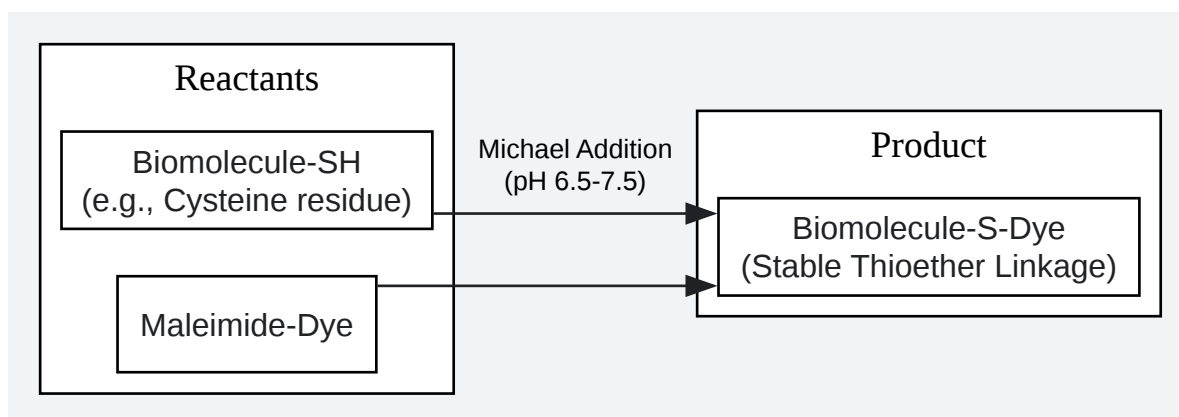 Reactants
Biomolecule-SH
(e.g., Cysteine residue)
Maleimide-Dye
Michael Addition
(pH 6.5-7.5)
Product
Biomolecule-S-Dye
(Stable Thioether Linkage)